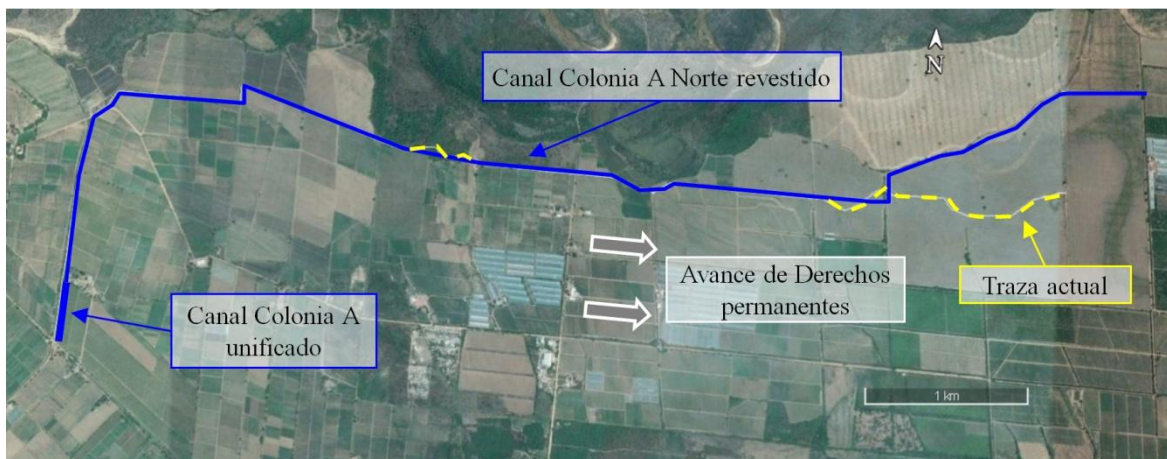 Canal Colonia A Norte revestido
N
Avance de Derechos
permanentes
Traza actual
Canal Colonia A
unificado
1 km